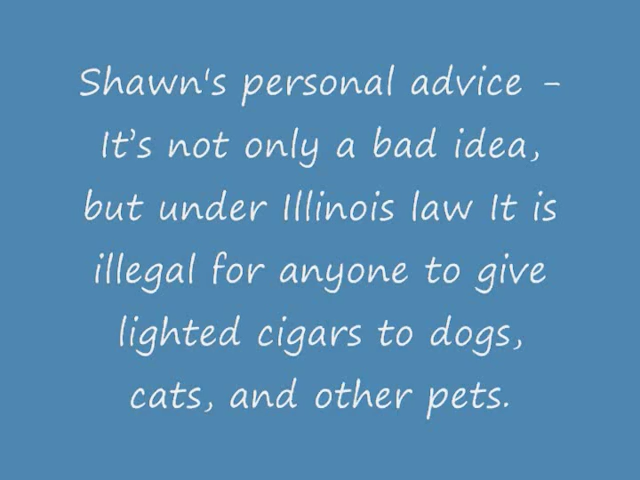 Shawn's personal advice -
It’s not only a bad idea,
but under Illinois law It is
illegal for anyone to give
lighted cigars to dogs,
cats, and other pets.